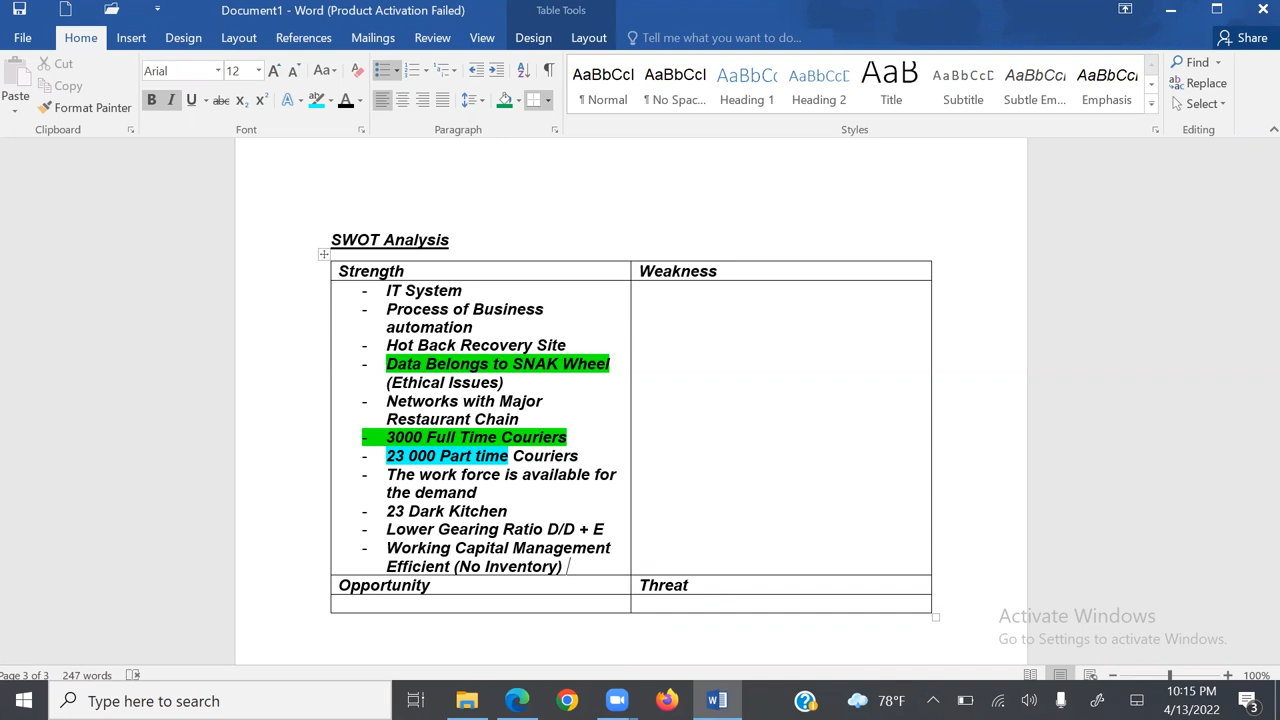 Document1 - Word (Product Activation Failed)
Table Tools
File Home Insert Design Layout References Mailings Review View Design Layout Tell me what you want to do... Share
Paste
Cut
Copy
Format Painter
Clipboard
Arial 12
Font
Paragraph
AaBbCcI AaBbCcI AaBbCc AaBbCcD AaB AaBbCcD AaBbCcI AaBbCcI
¶ Normal ¶ No Spac... Heading 1 Heading 2 Title Subtitle Subtle Em... Emphasis
Styles
Find
Replace
Select
Editing
SWOT Analysis
Strength Weakness
- IT System
- Process of Business
automation
- Hot Back Recovery Site
- Data Belongs to SNAK Wheel
(Ethical Issues)
- Networks with Major
Restaurant Chain
- 3000 Full Time Couriers
- 23 000 Part time Couriers
- The work force is available for
the demand
- 23 Dark Kitchen
- Lower Gearing Ratio D/D + E
- Working Capital Management
Efficient (No Inventory)
Opportunity Threat
Activate Windows
Go to Settings to activate Windows.
Page 3 of 3 247 words 100%
Type here to search
78°F
10:15 PM
4/13/2022
3